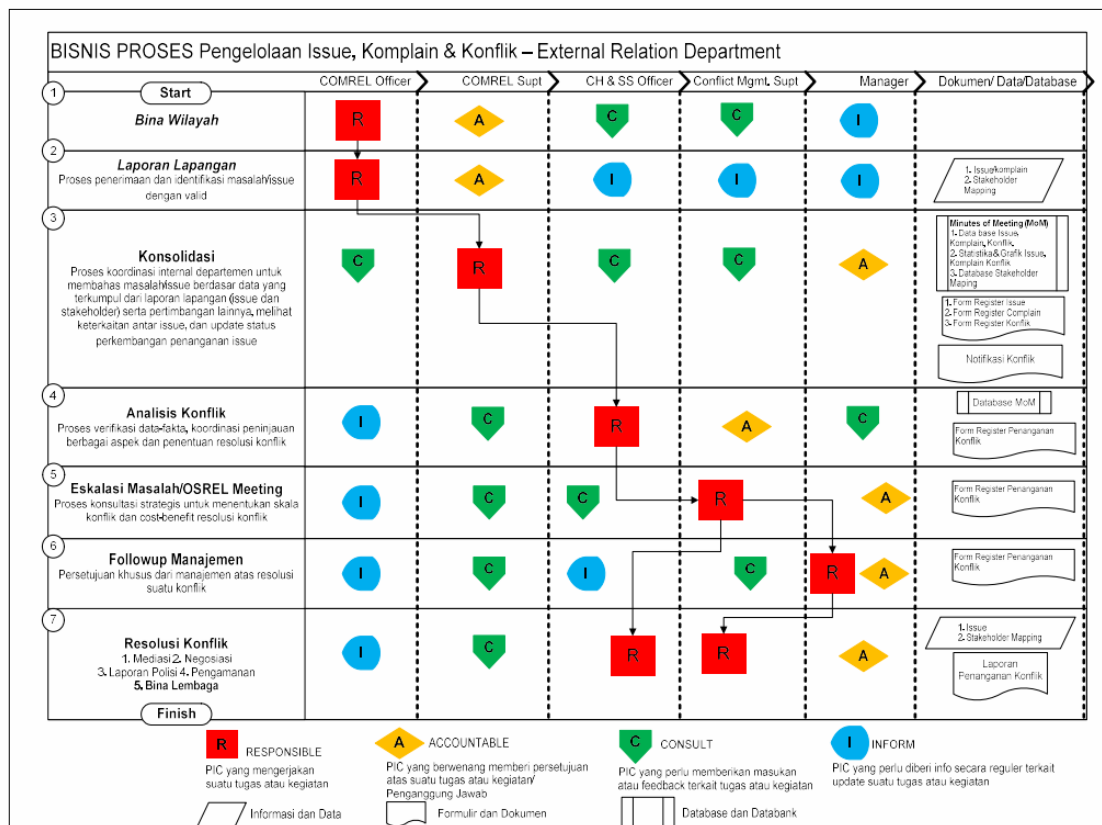 BISNIS PROSES Pengelolaan Issue, Komplain & Konflik – External Relation Department
COMREL Officer
COMREL Supt
CH & SS Officer
Conflict Mgmt. Supt
Manager
Dokumen/ Data/Database
1
Start
Bina Wilayah
R
A
C
C
I
2
Laporan Lapangan
Proses penerimaan dan identifikasi masalah/issue
dengan valid
R
A
I
I
I
1. Issue/komplain
2. Stakeholder
Mapping
3
Konsolidasi
Proses koordinasi internal departemen untuk
membahas masalah/issue berdasar data yang
terkumpul dari laporan lapangan (issue dan
stakeholder) serta pertimbangan lainnya, melihat
keterkaitan antar issue, dan update status
perkembangan penanganan issue
C
R
C
C
A
Minutes of Meeting (MoM)
1. Data base Issue,
Komplain, Konflik.
2. Statistika & Grafik Issue,
Komplain Konflik
3. Database Stakeholder
Maping
1. Form Register Issue
2. Form Register Complain
3. Form Register Konflik
Notifikasi Konflik
4
Analisis Konflik
Proses verifikasi data-fakta, koordinasi peninjauan
berbagai aspek dan penentuan resolusi konflik
I
C
R
A
C
Database MoM
Form Register Penanganan
Konflik
5
Eskalasi Masalah/OSREL Meeting
Proses konsultasi strategis untuk menentukan skala
konflik dan cost-benefit resolusi konflik
I
C
C
R
A
Form Register Penanganan
Konflik
6
Followup Manajemen
Persetujuan khusus dari manajemen atas resolusi
suatu konflik
I
C
I
C
R
A
Form Register Penanganan
Konflik
7
Resolusi Konflik
1. Mediasi 2. Negosiasi
3. Laporan Polisi 4. Pengamanan
5. Bina Lembaga
Finish
I
C
R
R
A
1. Issue
2. Stakeholder Mapping
Laporan
Penanganan Konflik
R
RESPONSIBLE
PIC yang mengerjakan
suatu tugas atau kegiatan
A
ACCOUNTABLE
PIC yang berwenang memberi persetujuan
atas suatu tugas atau kegiatan/
Penganggung Jawab
C
CONSULT
PIC yang perlu memberikan masukan
atau feedback terkait tugas atau kegiatan
I
INFORM
PIC yang perlu diberi info secara reguler terkait
update suatu tugas atau kegiatan
Informasi dan Data
Formulir dan Dokumen
Database dan Databank